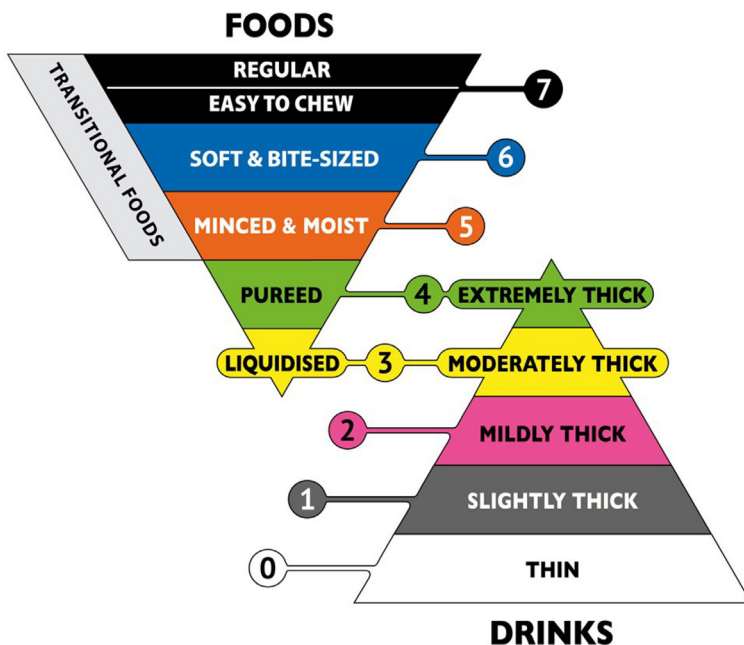 FOODS
REGULAR
7
EASY TO CHEW
TRANSITIONAL FOODS
SOFT & BITE-SIZED
6
MINCED & MOIST
5
PUREED
4
EXTREMELY THICK
LIQUIDISED
3
MODERATELY THICK
2
MILDLY THICK
1
SLIGHTLY THICK
0
THIN
DRINKS